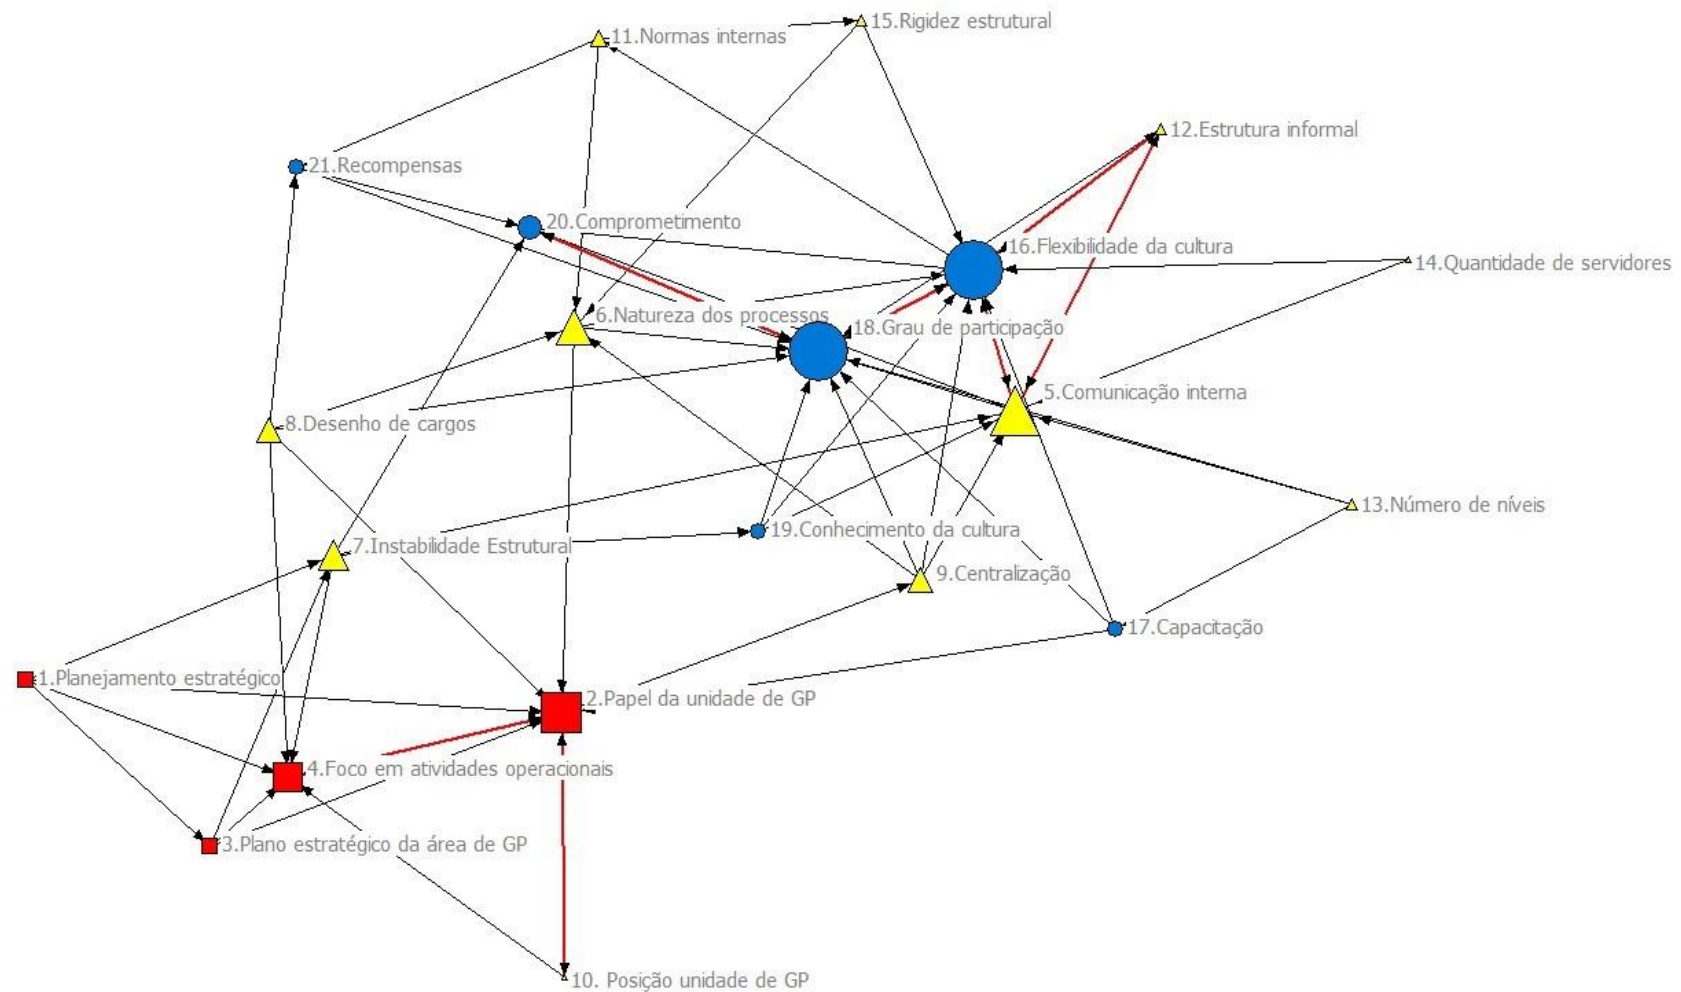 15.Rigidez estrutural
11.Normas internas
12.Estrutura informal
21.Recompensas
20.Comprometimento
16.Flexibilidade da cultura
14.Quantidade de servidores
6.Natureza dos processos
18.Grau de participação
5.Comunicação interna
8.Desenho de cargos
13.Número de níveis
19.Conhecimento da cultura
7.Instabilidade Estrutural
9.Centralização
17.Capacitação
1.Planejamento estratégico
2.Papel da unidade de GP
4.Foco em atividades operacionais
3.Plano estratégico da área de GP
10. Posição unidade de GP